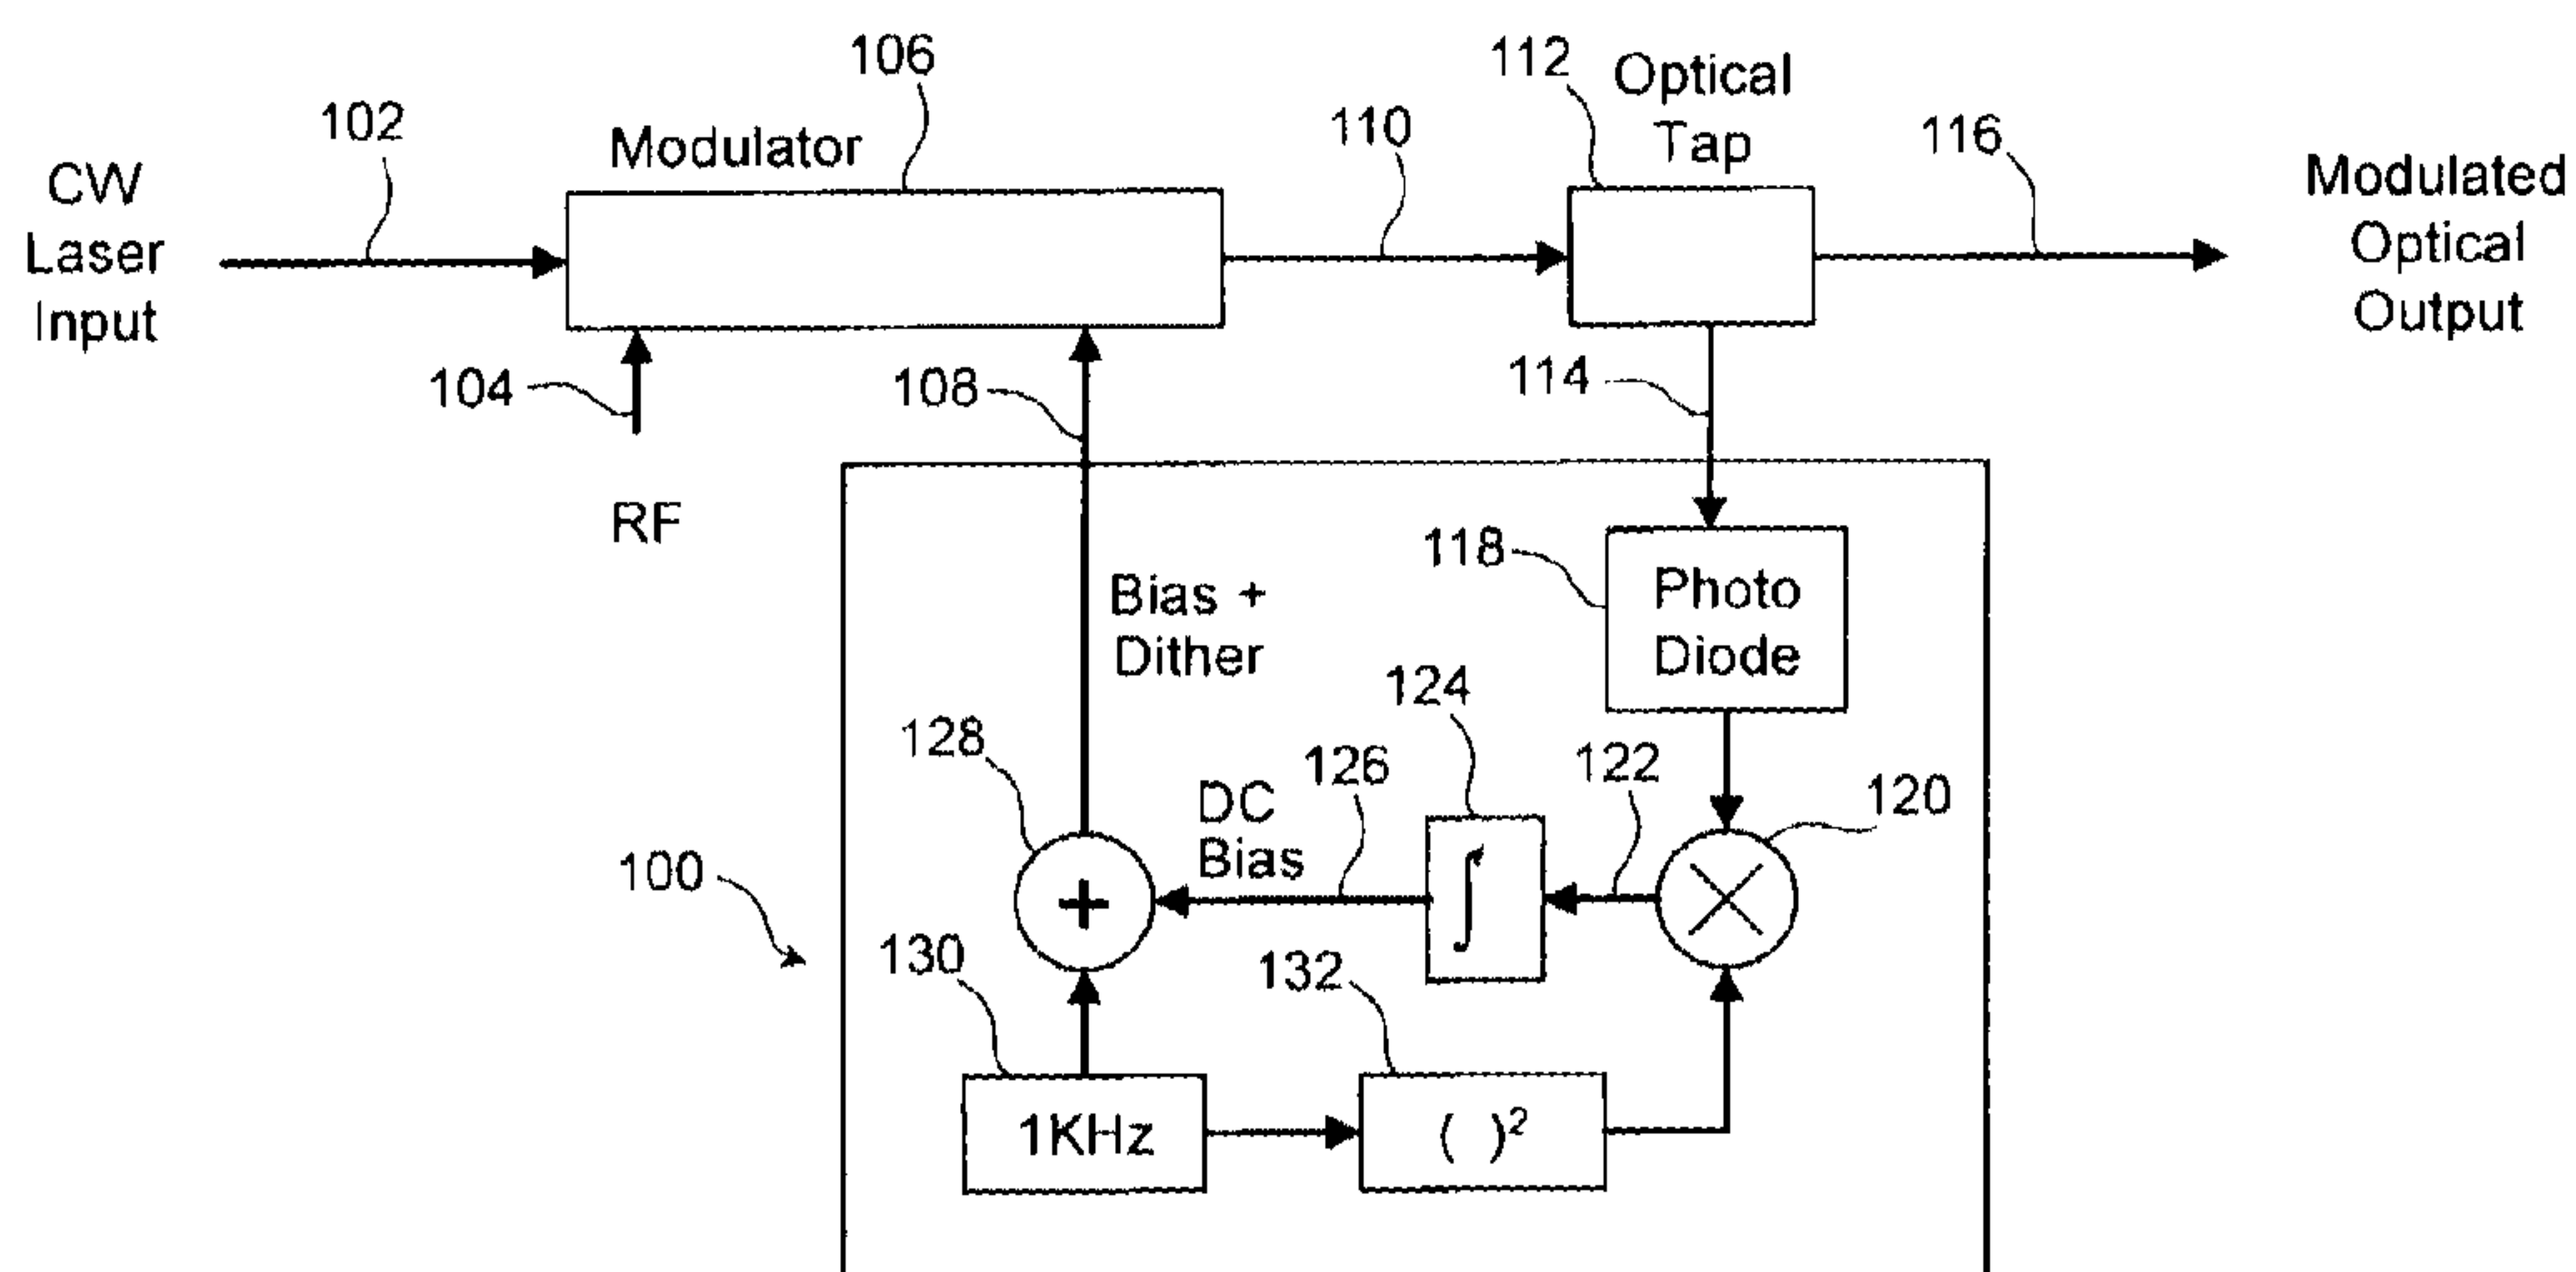 106
112
Optical
Tap
102
Modulator
110
116
CW
Laser
Input
Modulated
Optical
Output
104
RF
108
114
118
Photo
Diode
Bias +
Dither
124
128
126
122
120
DC
Bias
∫
+
×
100
130
132
1KHz
( )²